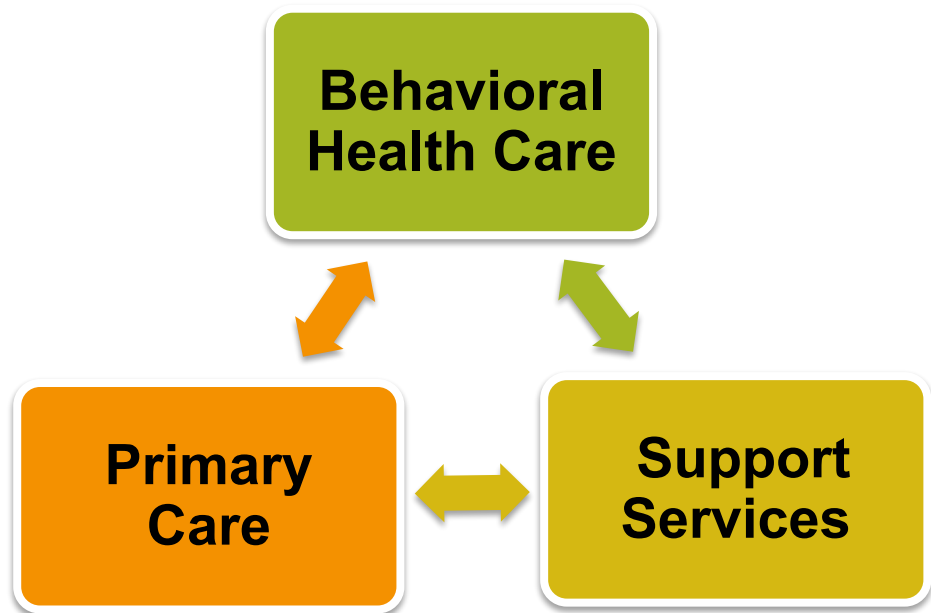 Behavioral
Health Care
Primary
Care
Support
Services